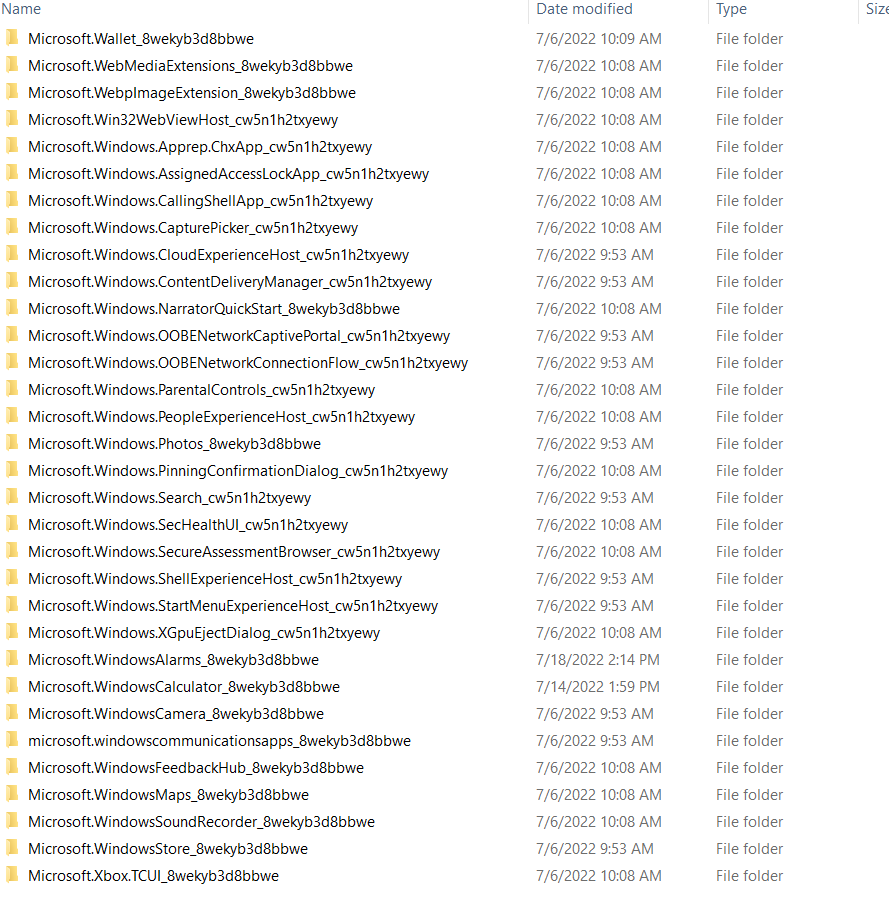 Name Date modified Type Size
Microsoft.Wallet_8wekyb3d8bbwe 7/6/2022 10:09 AM File folder
Microsoft.WebMediaExtensions_8wekyb3d8bbwe 7/6/2022 10:08 AM File folder
Microsoft.WebpImageExtension_8wekyb3d8bbwe 7/6/2022 10:08 AM File folder
Microsoft.Win32WebViewHost_cw5n1h2txyewy 7/6/2022 10:08 AM File folder
Microsoft.Windows.Apprep.ChxApp_cw5n1h2txyewy 7/6/2022 10:08 AM File folder
Microsoft.Windows.AssignedAccessLockApp_cw5n1h2txyewy 7/6/2022 10:08 AM File folder
Microsoft.Windows.CallingShellApp_cw5n1h2txyewy 7/6/2022 10:08 AM File folder
Microsoft.Windows.CapturePicker_cw5n1h2txyewy 7/6/2022 10:08 AM File folder
Microsoft.Windows.CloudExperienceHost_cw5n1h2txyewy 7/6/2022 9:53 AM File folder
Microsoft.Windows.ContentDeliveryManager_cw5n1h2txyewy 7/6/2022 9:53 AM File folder
Microsoft.Windows.NarratorQuickStart_8wekyb3d8bbwe 7/6/2022 10:08 AM File folder
Microsoft.Windows.OOBENetworkCaptivePortal_cw5n1h2txyewy 7/6/2022 9:53 AM File folder
Microsoft.Windows.OOBENetworkConnectionFlow_cw5n1h2txyewy 7/6/2022 9:53 AM File folder
Microsoft.Windows.ParentalControls_cw5n1h2txyewy 7/6/2022 10:08 AM File folder
Microsoft.Windows.PeopleExperienceHost_cw5n1h2txyewy 7/6/2022 10:08 AM File folder
Microsoft.Windows.Photos_8wekyb3d8bbwe 7/6/2022 9:53 AM File folder
Microsoft.Windows.PinningConfirmationDialog_cw5n1h2txyewy 7/6/2022 10:08 AM File folder
Microsoft.Windows.Search_cw5n1h2txyewy 7/6/2022 9:53 AM File folder
Microsoft.Windows.SecHealthUI_cw5n1h2txyewy 7/6/2022 10:08 AM File folder
Microsoft.Windows.SecureAssessmentBrowser_cw5n1h2txyewy 7/6/2022 10:08 AM File folder
Microsoft.Windows.ShellExperienceHost_cw5n1h2txyewy 7/6/2022 9:53 AM File folder
Microsoft.Windows.StartMenuExperienceHost_cw5n1h2txyewy 7/6/2022 9:53 AM File folder
Microsoft.Windows.XGpuEjectDialog_cw5n1h2txyewy 7/6/2022 10:08 AM File folder
Microsoft.WindowsAlarms_8wekyb3d8bbwe 7/18/2022 2:14 PM File folder
Microsoft.WindowsCalculator_8wekyb3d8bbwe 7/14/2022 1:59 PM File folder
Microsoft.WindowsCamera_8wekyb3d8bbwe 7/6/2022 9:53 AM File folder
microsoft.windowscommunicationsapps_8wekyb3d8bbwe 7/6/2022 9:53 AM File folder
Microsoft.WindowsFeedbackHub_8wekyb3d8bbwe 7/6/2022 10:08 AM File folder
Microsoft.WindowsMaps_8wekyb3d8bbwe 7/6/2022 10:08 AM File folder
Microsoft.WindowsSoundRecorder_8wekyb3d8bbwe 7/6/2022 10:08 AM File folder
Microsoft.WindowsStore_8wekyb3d8bbwe 7/6/2022 9:53 AM File folder
Microsoft.Xbox.TCUI_8wekyb3d8bbwe 7/6/2022 10:08 AM File folder